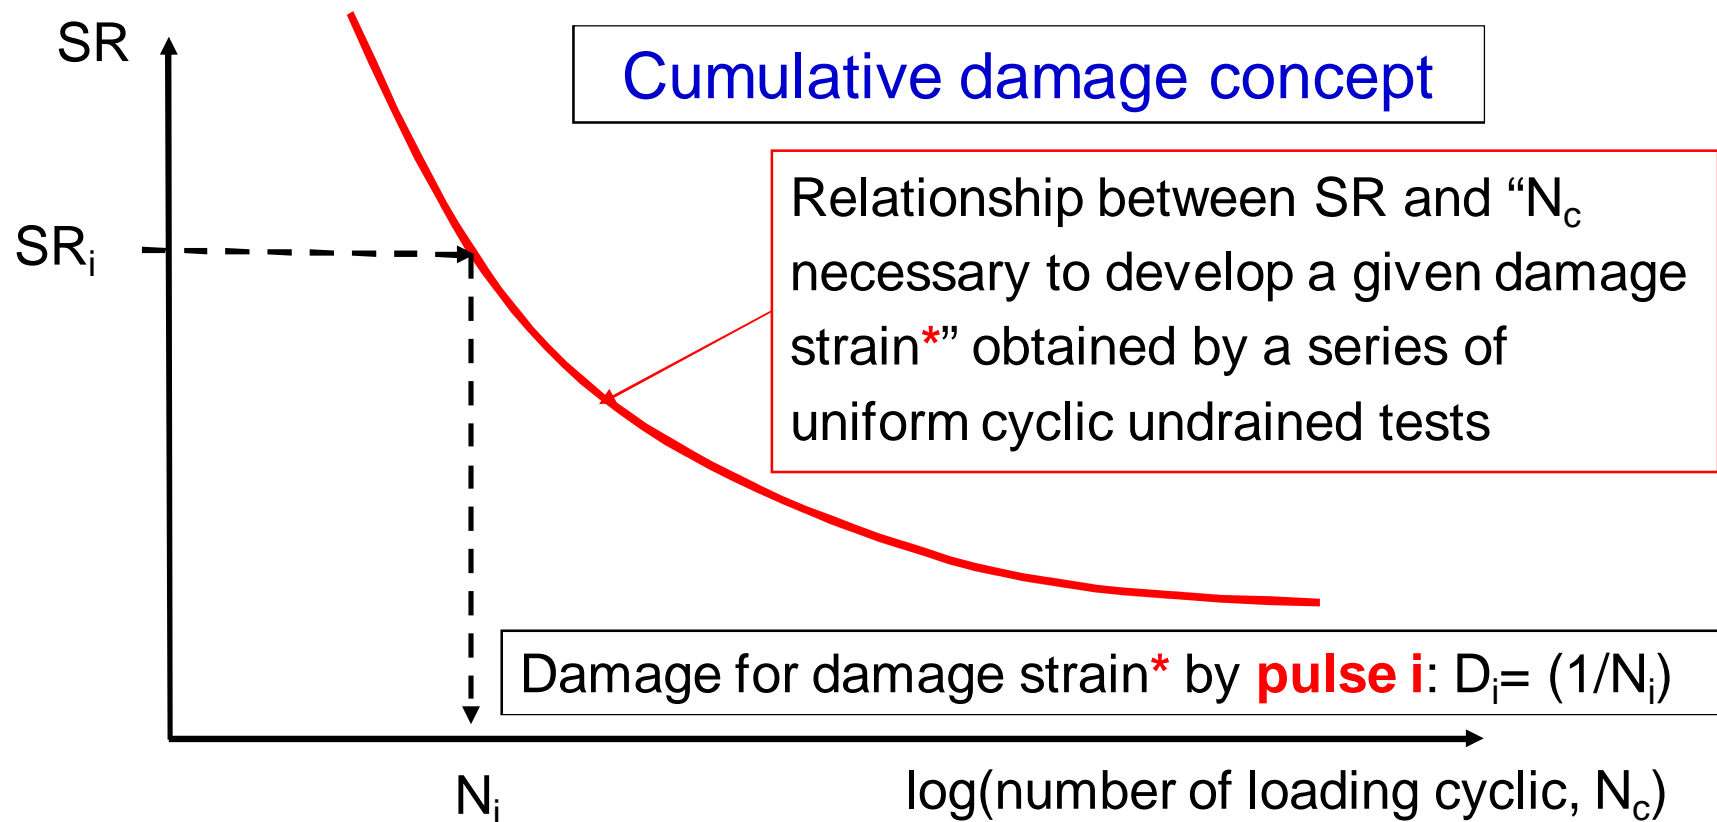 SR
Cumulative damage concept
Relationship between SR and “Nc
necessary to develop a given damage
strain*” obtained by a series of
uniform cyclic undrained tests
SRi
Damage for damage strain* by pulse i: Di= (1/Ni)
Ni
log(number of loading cyclic, Nc)